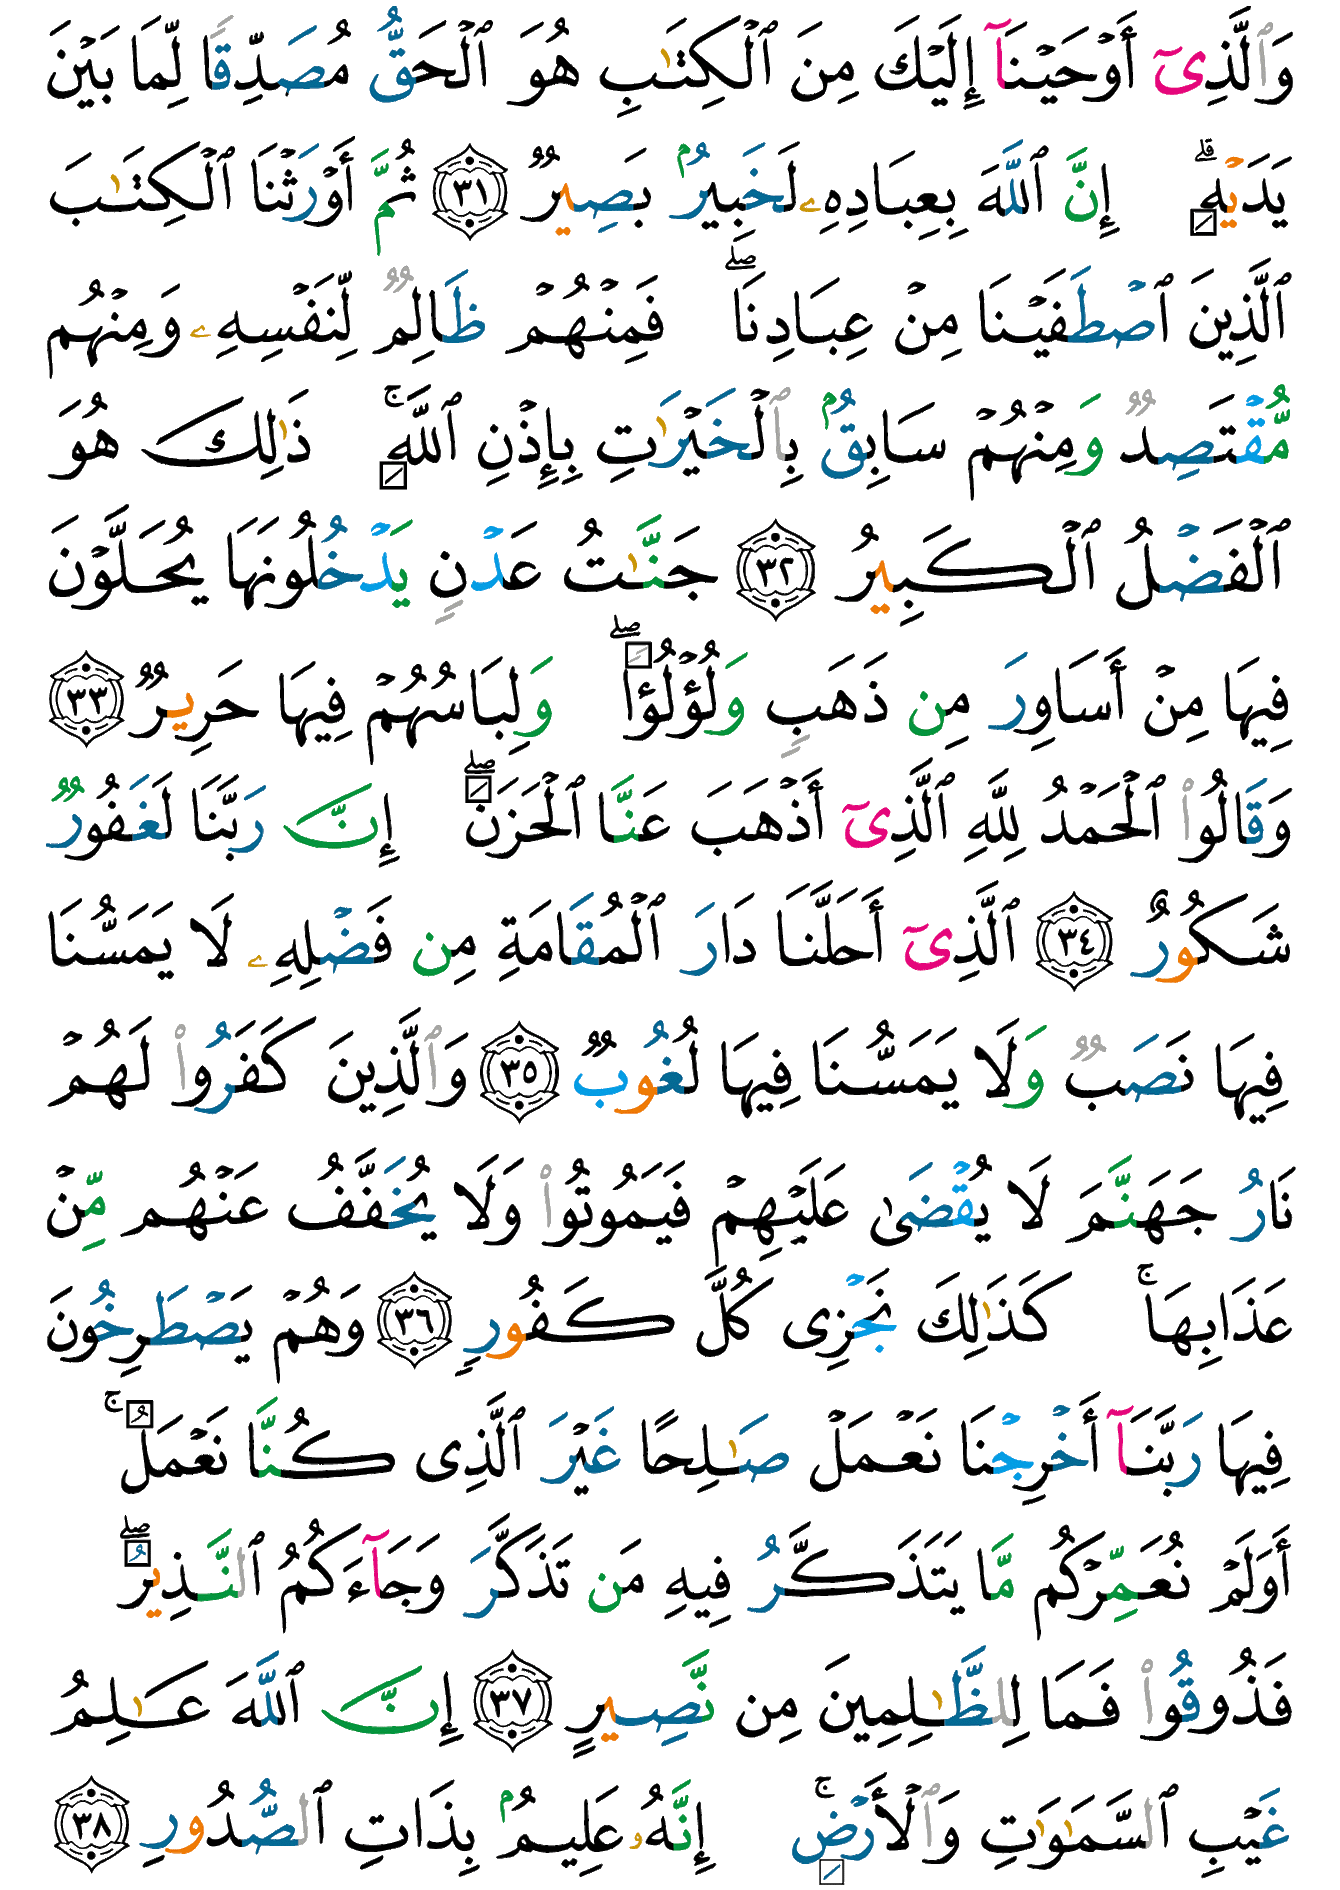 وَٱلَّذِىٓ أَوْحَيْنَآ إِلَيْكَ مِنَ ٱلْكِتَٰبِ هُوَ ٱلْحَقُّ مُصَدِّقًا لِّمَا بَيْنَ
يَدَيْهِ ۗ إِنَّ ٱللَّهَ بِعِبَادِهِۦ لَخَبِيرٌۢ بَصِيرٌ ٣١ ثُمَّ أَوْرَثْنَا ٱلْكِتَٰبَ
ٱلَّذِينَ ٱصْطَفَيْنَا مِنْ عِبَادِنَا ۖ فَمِنْهُمْ ظَالِمٌ لِّنَفْسِهِۦ وَمِنْهُم
مُّقْتَصِدٌ وَمِنْهُمْ سَابِقٌۢ بِٱلْخَيْرَٰتِ بِإِذْنِ ٱللَّهِ ۚ ذَٰلِكَ هُوَ
ٱلْفَضْلُ ٱلْكَبِيرُ ٣٢ جَنَّٰتُ عَدْنٍ يَدْخُلُونَهَا يُحَلَّوْنَ
فِيهَا مِنْ أَسَاوِرَ مِن ذَهَبٍ وَلُؤْلُؤًا ۖ وَلِبَاسُهُمْ فِيهَا حَرِيرٌ ٣٣
وَقَالُوا۟ ٱلْحَمْدُ لِلَّهِ ٱلَّذِىٓ أَذْهَبَ عَنَّا ٱلْحَزَنَ ۖ إِنَّ رَبَّنَا لَغَفُورٌ
شَكُورٌ ٣٤ ٱلَّذِىٓ أَحَلَّنَا دَارَ ٱلْمُقَامَةِ مِن فَضْلِهِۦ لَا يَمَسُّنَا
فِيهَا نَصَبٌ وَلَا يَمَسُّنَا فِيهَا لُغُوبٌ ٣٥ وَٱلَّذِينَ كَفَرُوا۟ لَهُمْ
نَارُ جَهَنَّمَ لَا يُقْضَىٰ عَلَيْهِمْ فَيَمُوتُوا۟ وَلَا يُخَفَّفُ عَنْهُم مِّنْ
عَذَابِهَا ۚ كَذَٰلِكَ نَجْزِى كُلَّ كَفُورٍ ٣٦ وَهُمْ يَصْطَرِخُونَ
فِيهَا رَبَّنَآ أَخْرِجْنَا نَعْمَلْ صَٰلِحًا غَيْرَ ٱلَّذِى كُنَّا نَعْمَلُ ۚ
أَوَلَمْ نُعَمِّرْكُم مَّا يَتَذَكَّرُ فِيهِ مَن تَذَكَّرَ وَجَآءَكُمُ ٱلنَّذِيرُ ۖ
فَذُوقُوا۟ فَمَا لِلظَّٰلِمِينَ مِن نَّصِيرٍ ٣٧ إِنَّ ٱللَّهَ عَٰلِمُ
غَيْبِ ٱلسَّمَٰوَٰتِ وَٱلْأَرْضِ ۚ إِنَّهُۥ عَلِيمٌۢ بِذَاتِ ٱلصُّدُورِ ٣٨